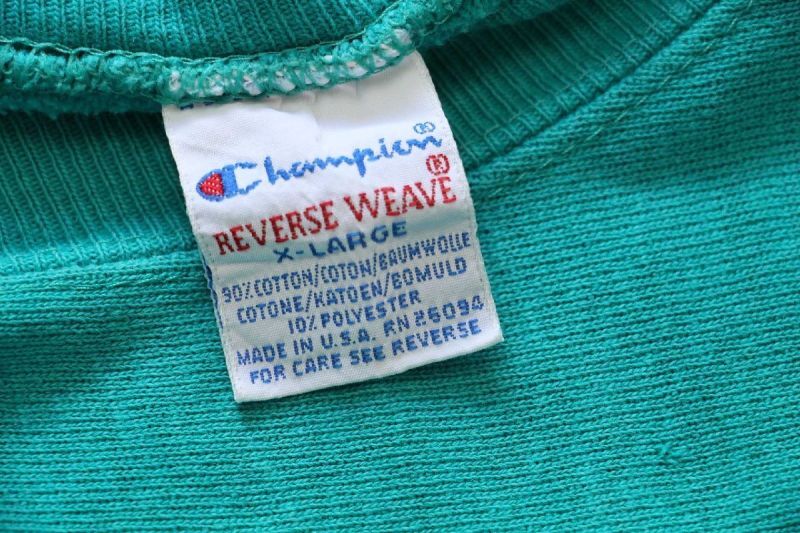 Champion®
REVERSE WEAVE®
X-LARGE
90% COTTON/COTON/BAUMWOLLE
COTONE/KATOEN/BOMULD
10% POLYESTER
MADE IN U.S.A. RN 26094
FOR CARE SEE REVERSE